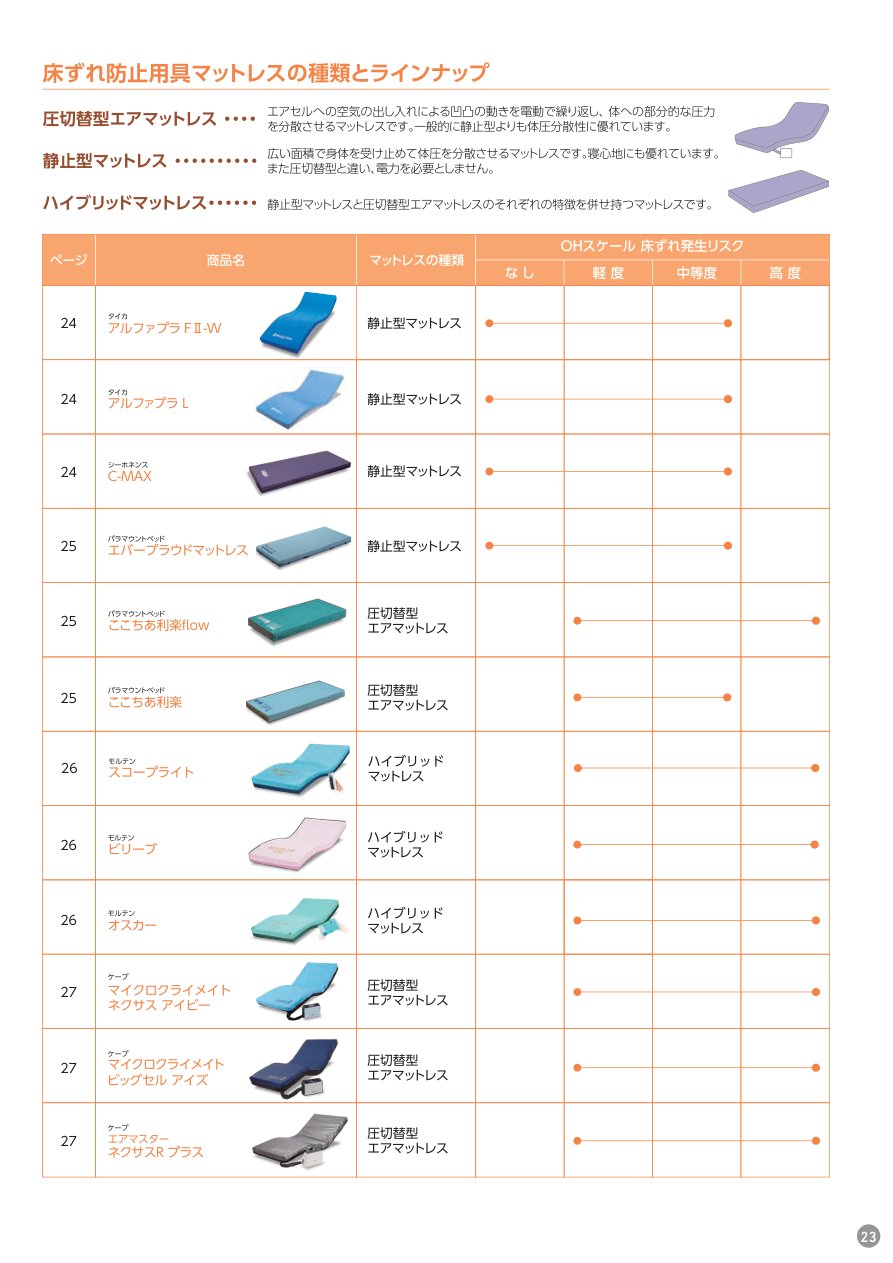 床ずれ防止用具マットレスの種類とラインナップ
圧切替型エアマットレス ・・・・
エアセルへの空気の出し入れによる凹凸の動きを電動で繰り返し、体への部分的な圧力
を分散させるマットレスです。一般的に静止型よりも体圧分散性に優れています。
静止型マットレス ・・・・・・・・・・
広い面積で身体を受け止めて体圧を分散させるマットレスです。寝心地にも優れています。
また圧切替型と違い、電力を必要としません。
ハイブリッドマットレス・・・・・・
静止型マットレスと圧切替型エアマットレスのそれぞれの特徴を併せ持つマットレスです。
ページ 商品名 マットレスの種類 OHスケール 床ずれ発生リスク
なし 軽度 中等度 高度
タイカ
24 アルファプラ FⅡ-W 静止型マットレス
タイカ
24 アルファプラ L 静止型マットレス
シーホネンス
24 C-MAX 静止型マットレス
パラマウントベッド
25 エバープラウドマットレス 静止型マットレス
パラマウントベッド
25 ここちあ利楽flow 圧切替型
エアマットレス
パラマウントベッド
25 ここちあ利楽 圧切替型
エアマットレス
モルテン
26 スコープライト ハイブリッド
マットレス
モルテン
26 ビリーブ ハイブリッド
マットレス
モルテン
26 オスカー ハイブリッド
マットレス
ケープ
27 マイクロクライメイト 圧切替型
ネクサス アイビー エアマットレス
ケープ
27 マイクロクライメイト 圧切替型
ビッグセル アイズ エアマットレス
ケープ
27 エアマスター 圧切替型
ネクサスR プラス エアマットレス
23